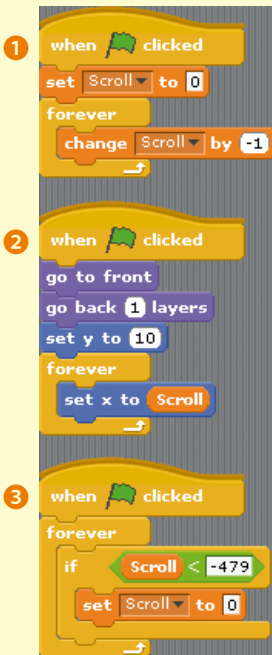 1
when clicked
set Scroll to 0
forever
change Scroll by -1
2
when clicked
go to front
go back 1 layers
set y to 10
forever
set x to Scroll
3
when clicked
forever
if Scroll < -479
set Scroll to 0